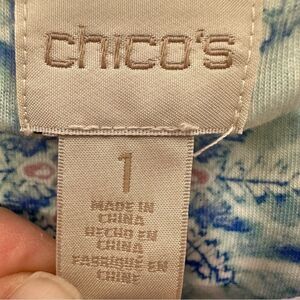 chico's
1
MADE IN
CHINA
HECHO EN
CHINA
FABRIQUÉ EN
CHINE